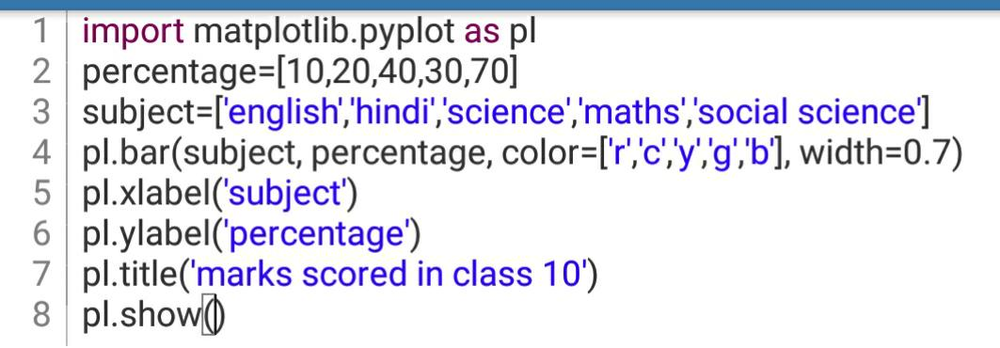 1 import matplotlib.pyplot as pl
2 percentage=[10,20,40,30,70]
3 subject=['english','hindi','science','maths','social science']
4 pl.bar(subject, percentage, color=['r','c','y','g','b'], width=0.7)
5 pl.xlabel('subject')
6 pl.ylabel('percentage')
7 pl.title('marks scored in class 10')
8 pl.show()